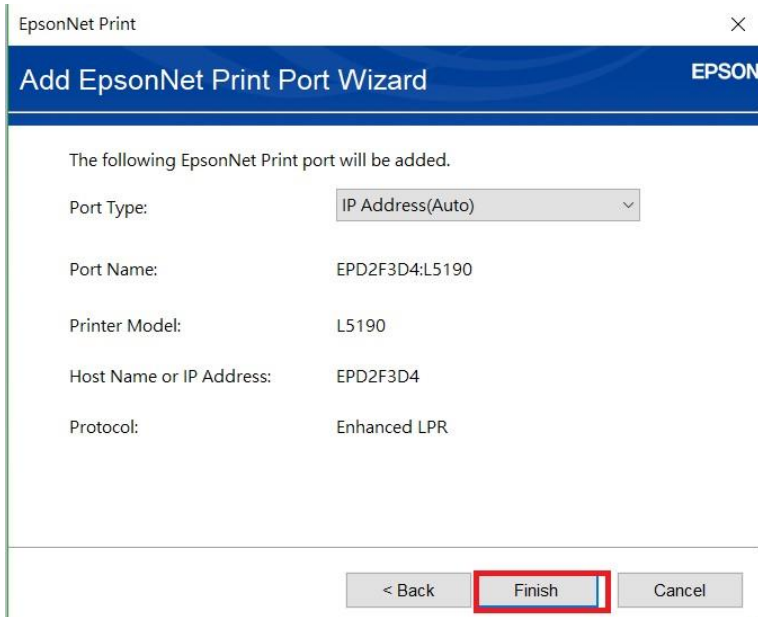 EpsonNet Print
Add EpsonNet Print Port Wizard
EPSON
The following EpsonNet Print port will be added.
Port Type: IP Address(Auto)
Port Name: EPD2F3D4:L5190
Printer Model: L5190
Host Name or IP Address: EPD2F3D4
Protocol: Enhanced LPR
< Back Finish Cancel